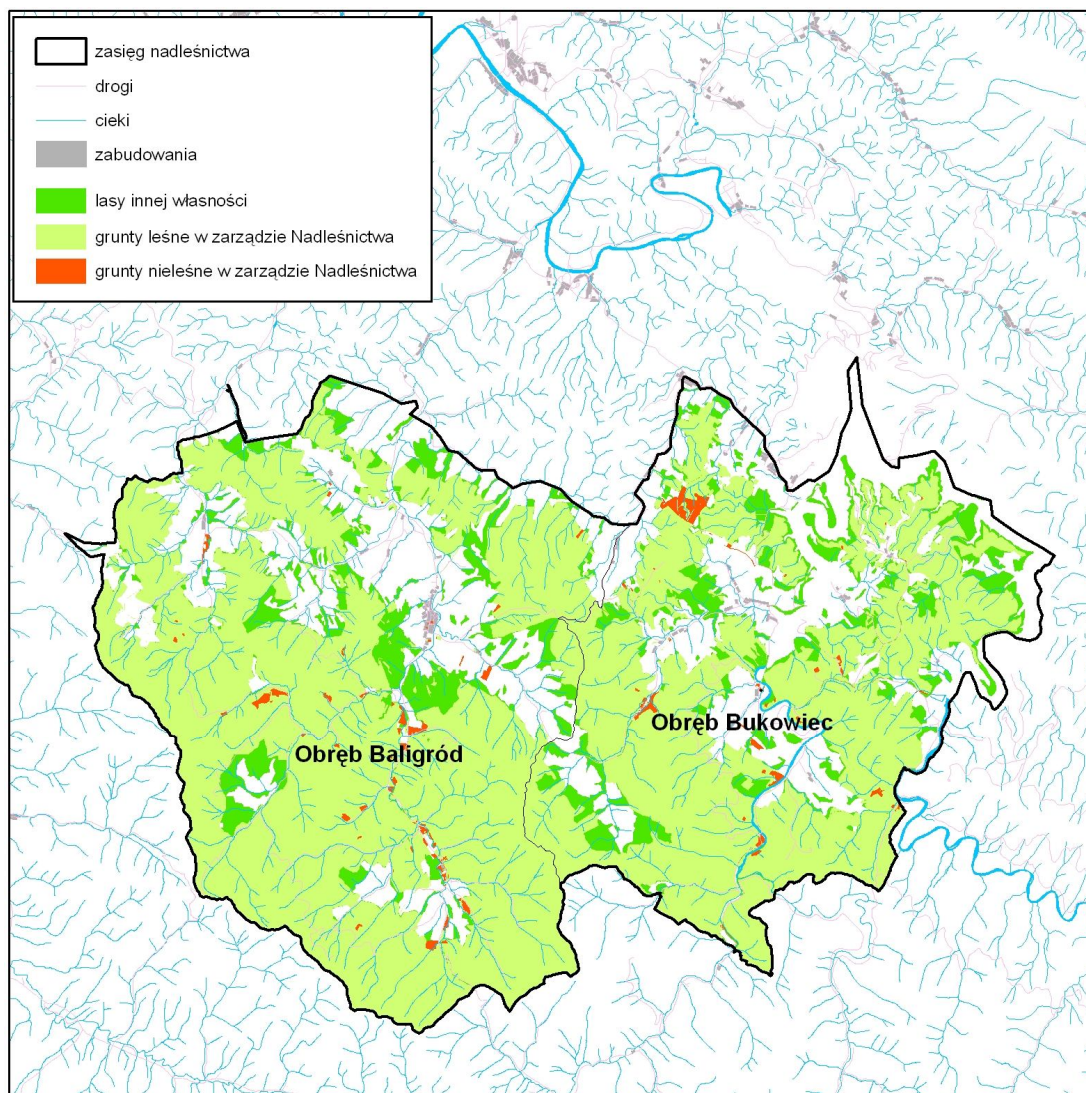 zasięg nadleśnictwa
drogi
cieki
zabudowania
lasy innej własności
grunty leśne w zarządzie Nadleśnictwa
grunty nieleśne w zarządzie Nadleśnictwa
Obręb Bukowiec
Obręb Baligród